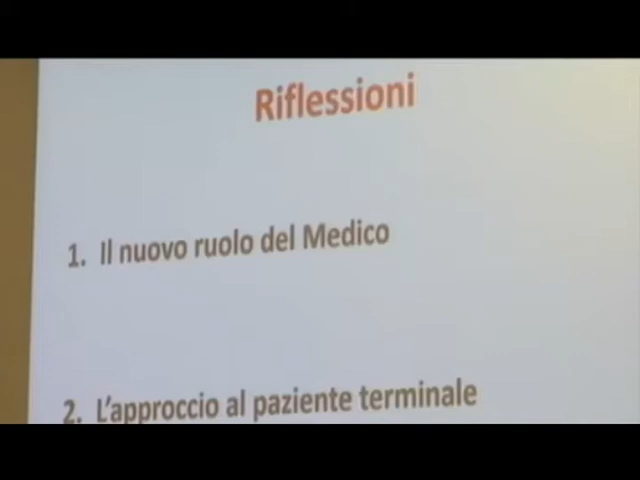 Riflessioni
1. Il nuovo ruolo del Medico
2. L'approccio al paziente terminale